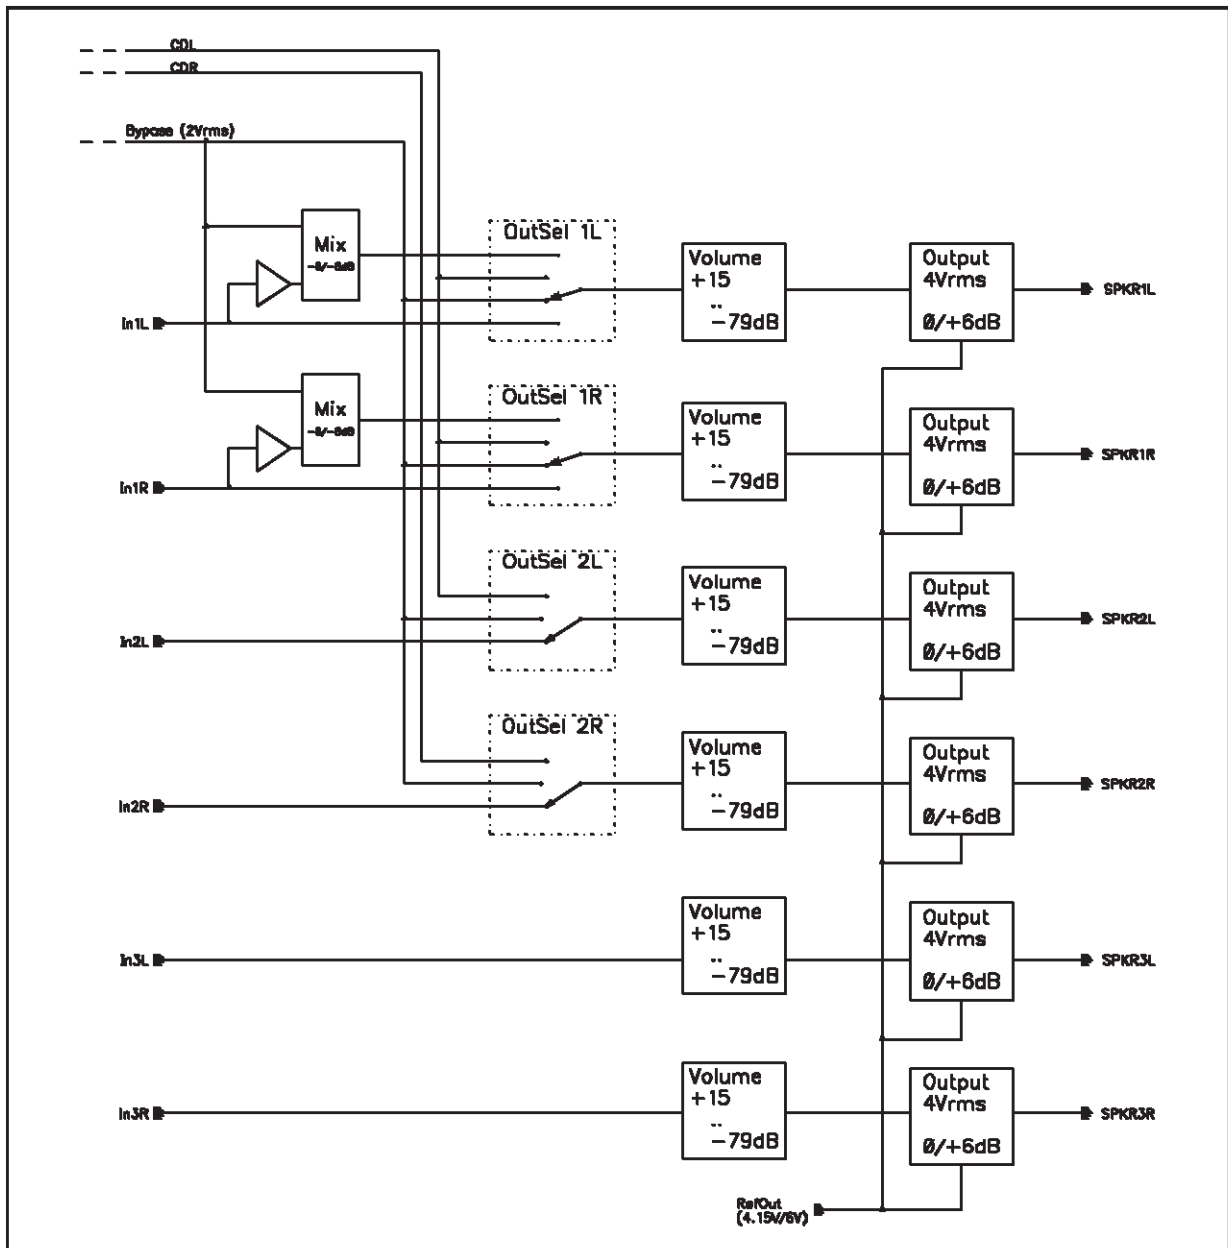 CDL
CDR
Bypass (2Vrms)
Mix
OutSel 1L
Volume
+15
..
-79dB
Output
4Vrms
0/+6dB
SPKR1L
In1L
Mix
OutSel 1R
Volume
+15
..
-79dB
Output
4Vrms
0/+6dB
SPKR1R
In1R
OutSel 2L
Volume
+15
..
-79dB
Output
4Vrms
0/+6dB
SPKR2L
In2L
OutSel 2R
Volume
+15
..
-79dB
Output
4Vrms
0/+6dB
SPKR2R
In2R
Volume
+15
..
-79dB
Output
4Vrms
0/+6dB
SPKR3L
In3L
Volume
+15
..
-79dB
Output
4Vrms
0/+6dB
SPKR3R
In3R
RefOut
(4.15V/6V)